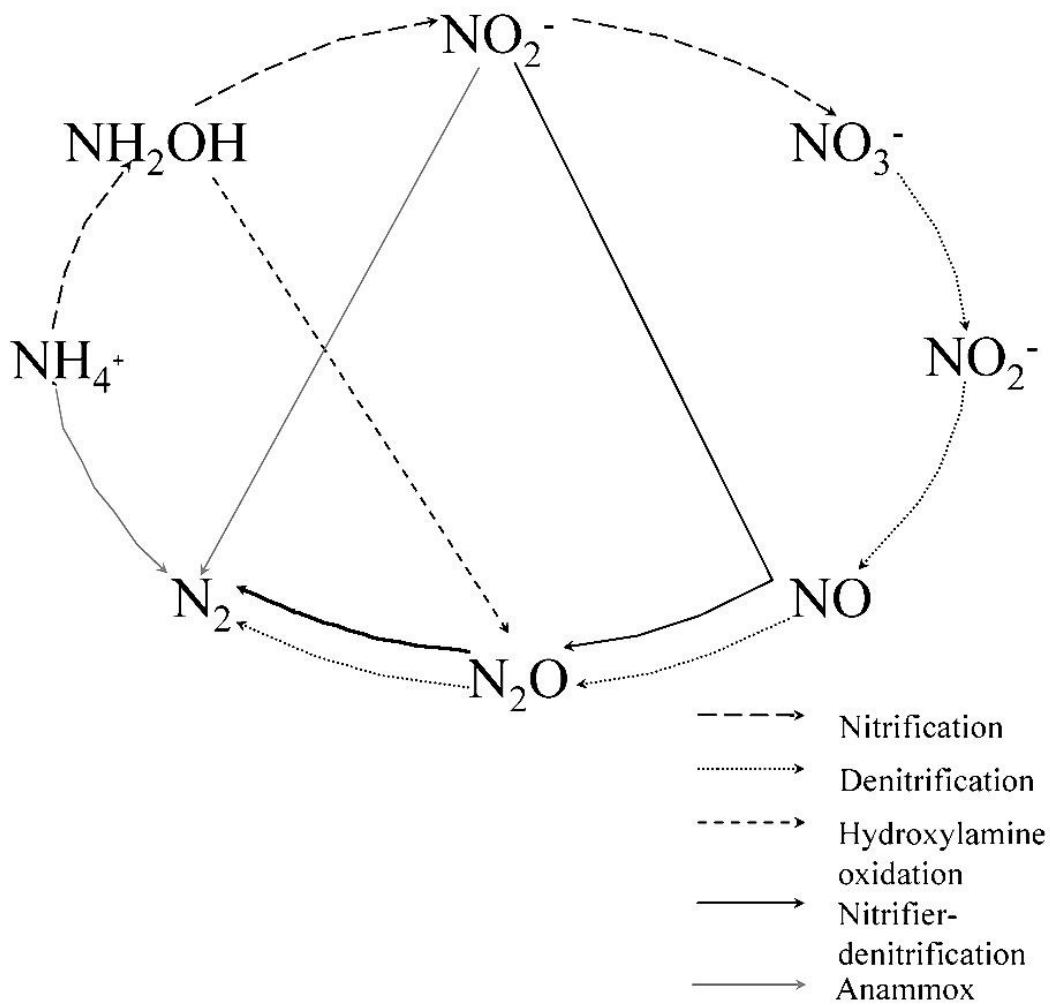 NO₂⁻
NH₂OH
NO₃⁻
NH₄⁺
NO₂⁻
N₂
NO
N₂O
Nitrification
Denitrification
Hydroxylamine
oxidation
Nitrifier-
denitrification
Anammox